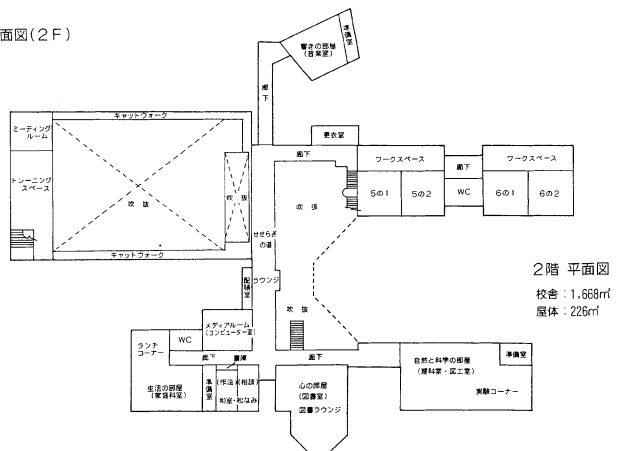 面図(2F)
響きの部屋
(音楽室)
準備室
廊下
キャットウォーク
ミーティング
ルーム
トレーニング
スペース
吹抜
吹抜
キャットウォーク
更衣室
廊下
ワークスペース
廊下
ワークスペース
5の1
5の2
WC
6の1
6の2
吹抜
せせらぎ
の道
ラウンジ
配膳室
吹抜
2階 平面図
校舎:1,668㎡
屋体:226㎡
メディアルーム
(コンピューター室)
WC
ランチ
コーナー
廊下
書庫
廊下
生活の部屋
(家庭科室)
準備室
(作法)(相談)
和室・松なみ
心の部屋
(図書室)
図書ラウンジ
自然と科学の部屋
(理科室・図工室)
準備室
実験コーナー